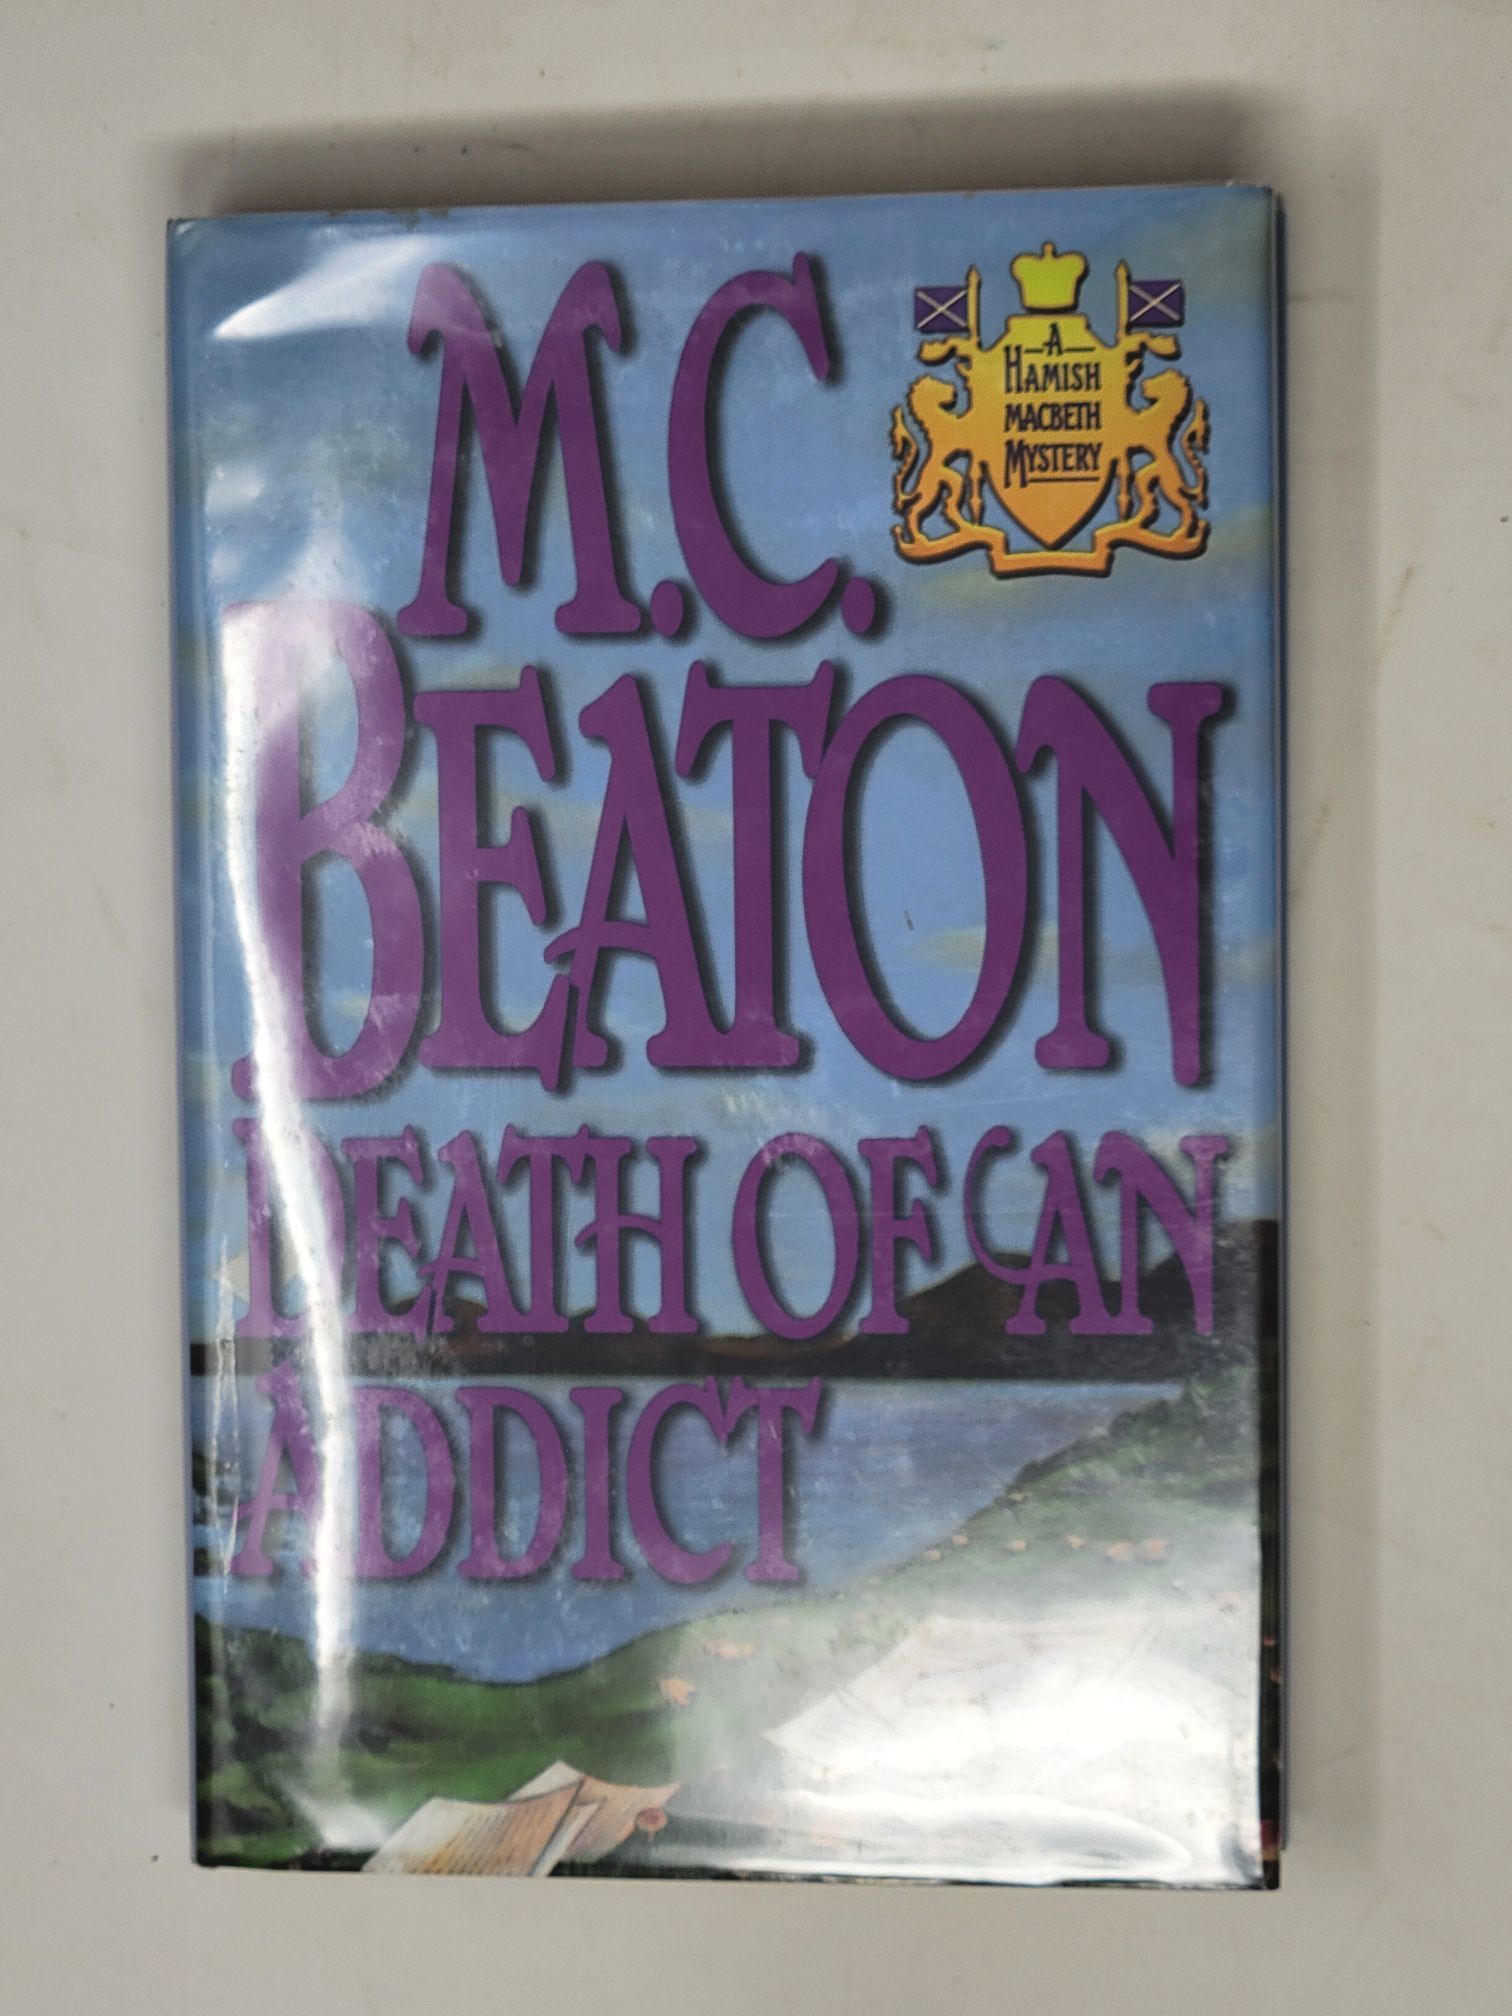 M.C.
BEATON
A
HAMISH
MACBETH
MYSTERY
DEATH OF AN
ADDICT